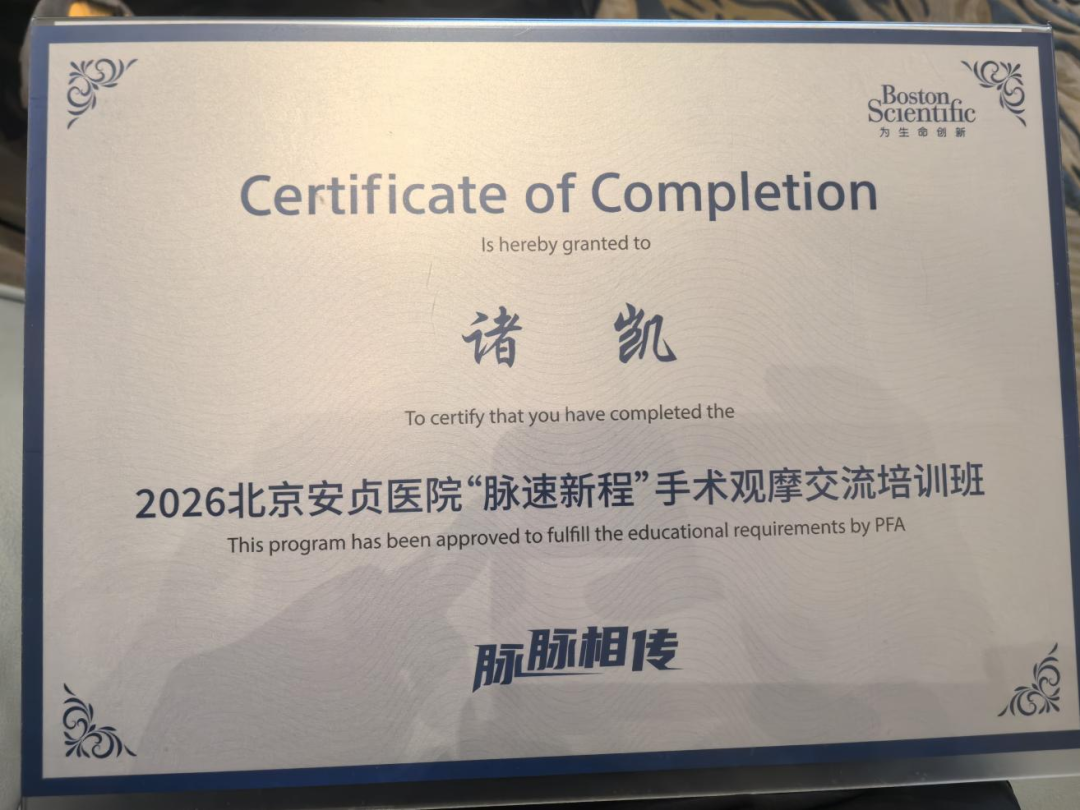 Boston
Scientific
为生命创新
Certificate of Completion
Is hereby granted to
诸 凯
To certify that you have completed the
2026北京安贞医院“脉速新程”手术观摩交流培训班
This program has been approved to fulfill the educational requirements by PFA
脉脉相传